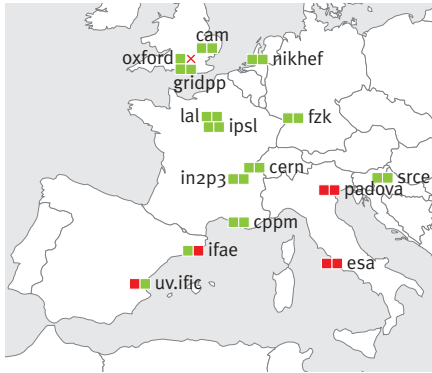 cam
oxford
nikhef
gridpp
lal
ipsl
fzk
cern
in2p3
srce
padova
cppm
ifae
esa
uv.ific